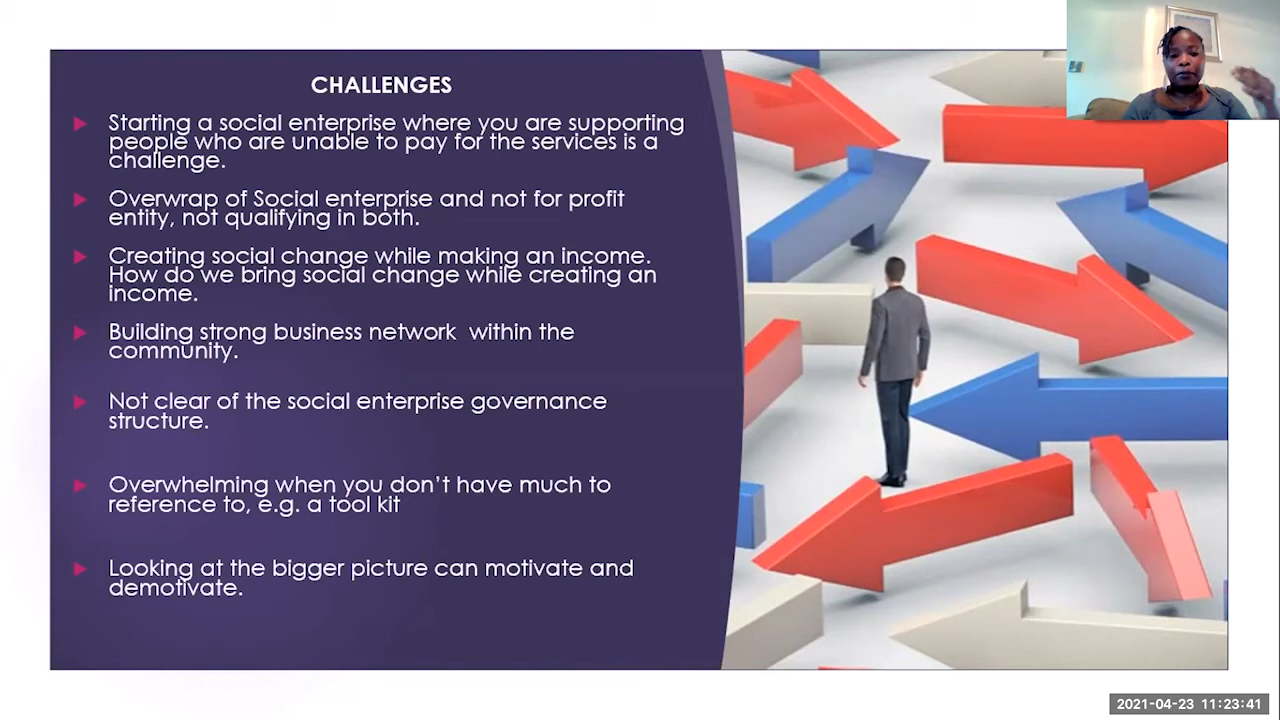 CHALLENGES
Starting a social enterprise where you are supporting
people who are unable to pay for the services is a
challenge.
Overwrap of Social enterprise and not for profit
entity, not qualifying in both.
Creating social change while making an income.
How do we bring social change while creating an
income.
Building strong business network  within the
community.
Not clear of the social enterprise governance
structure.
Overwhelming when you don't have much to
reference to, e.g. a tool kit
Looking at the bigger picture can motivate and
demotivate.
2021-04-23 11:23:41